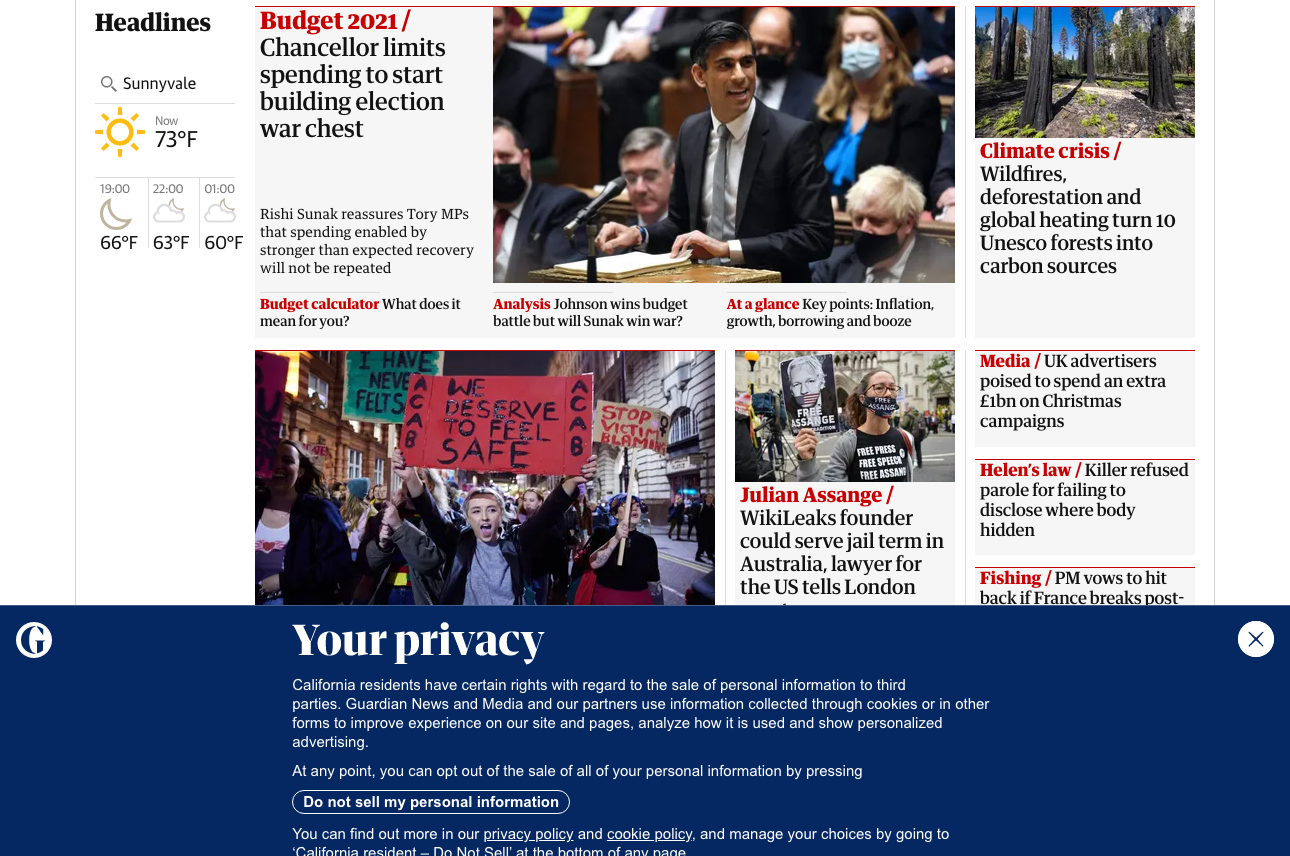 Headlines
Sunnyvale
Now
73°F
19:00
22:00
01:00
66°F
63°F
60°F
Budget 2021 /
Chancellor limits
spending to start
building election
war chest
Rishi Sunak reassures Tory MPs
that spending enabled by
stronger than expected recovery
will not be repeated
Budget calculator What does it
mean for you?
Analysis Johnson wins budget
battle but will Sunak win war?
At a glance Key points: Inflation,
growth, borrowing and booze
Climate crisis /
Wildfires,
deforestation and
global heating turn 10
Unesco forests into
carbon sources
I HAVE
NEVE
FELT S
ACAB
WE
DESERVE
TO FEEL
SAFE
ACAB
STOP
VICTIM
BLAMING
FREE
ASSANGE
FREE
ASSANGE
FREE PRESS
FREE SPEECH
FREE ASSANG
Julian Assange /
WikiLeaks founder
could serve jail term in
Australia, lawyer for
the US tells London
Media / UK advertisers
poised to spend an extra
£1bn on Christmas
campaigns
Helen's law / Killer refused
parole for failing to
disclose where body
hidden
Fishing / PM vows to hit
back if France breaks post-
G
Your privacy
California residents have certain rights with regard to the sale of personal information to third
parties. Guardian News and Media and our partners use information collected through cookies or in other
forms to improve experience on our site and pages, analyze how it is used and show personalized
advertising.
At any point, you can opt out of the sale of all of your personal information by pressing
Do not sell my personal information
You can find out more in our privacy policy and cookie policy, and manage your choices by going to
‘California resident – Do Not Sell’ at the bottom of any page